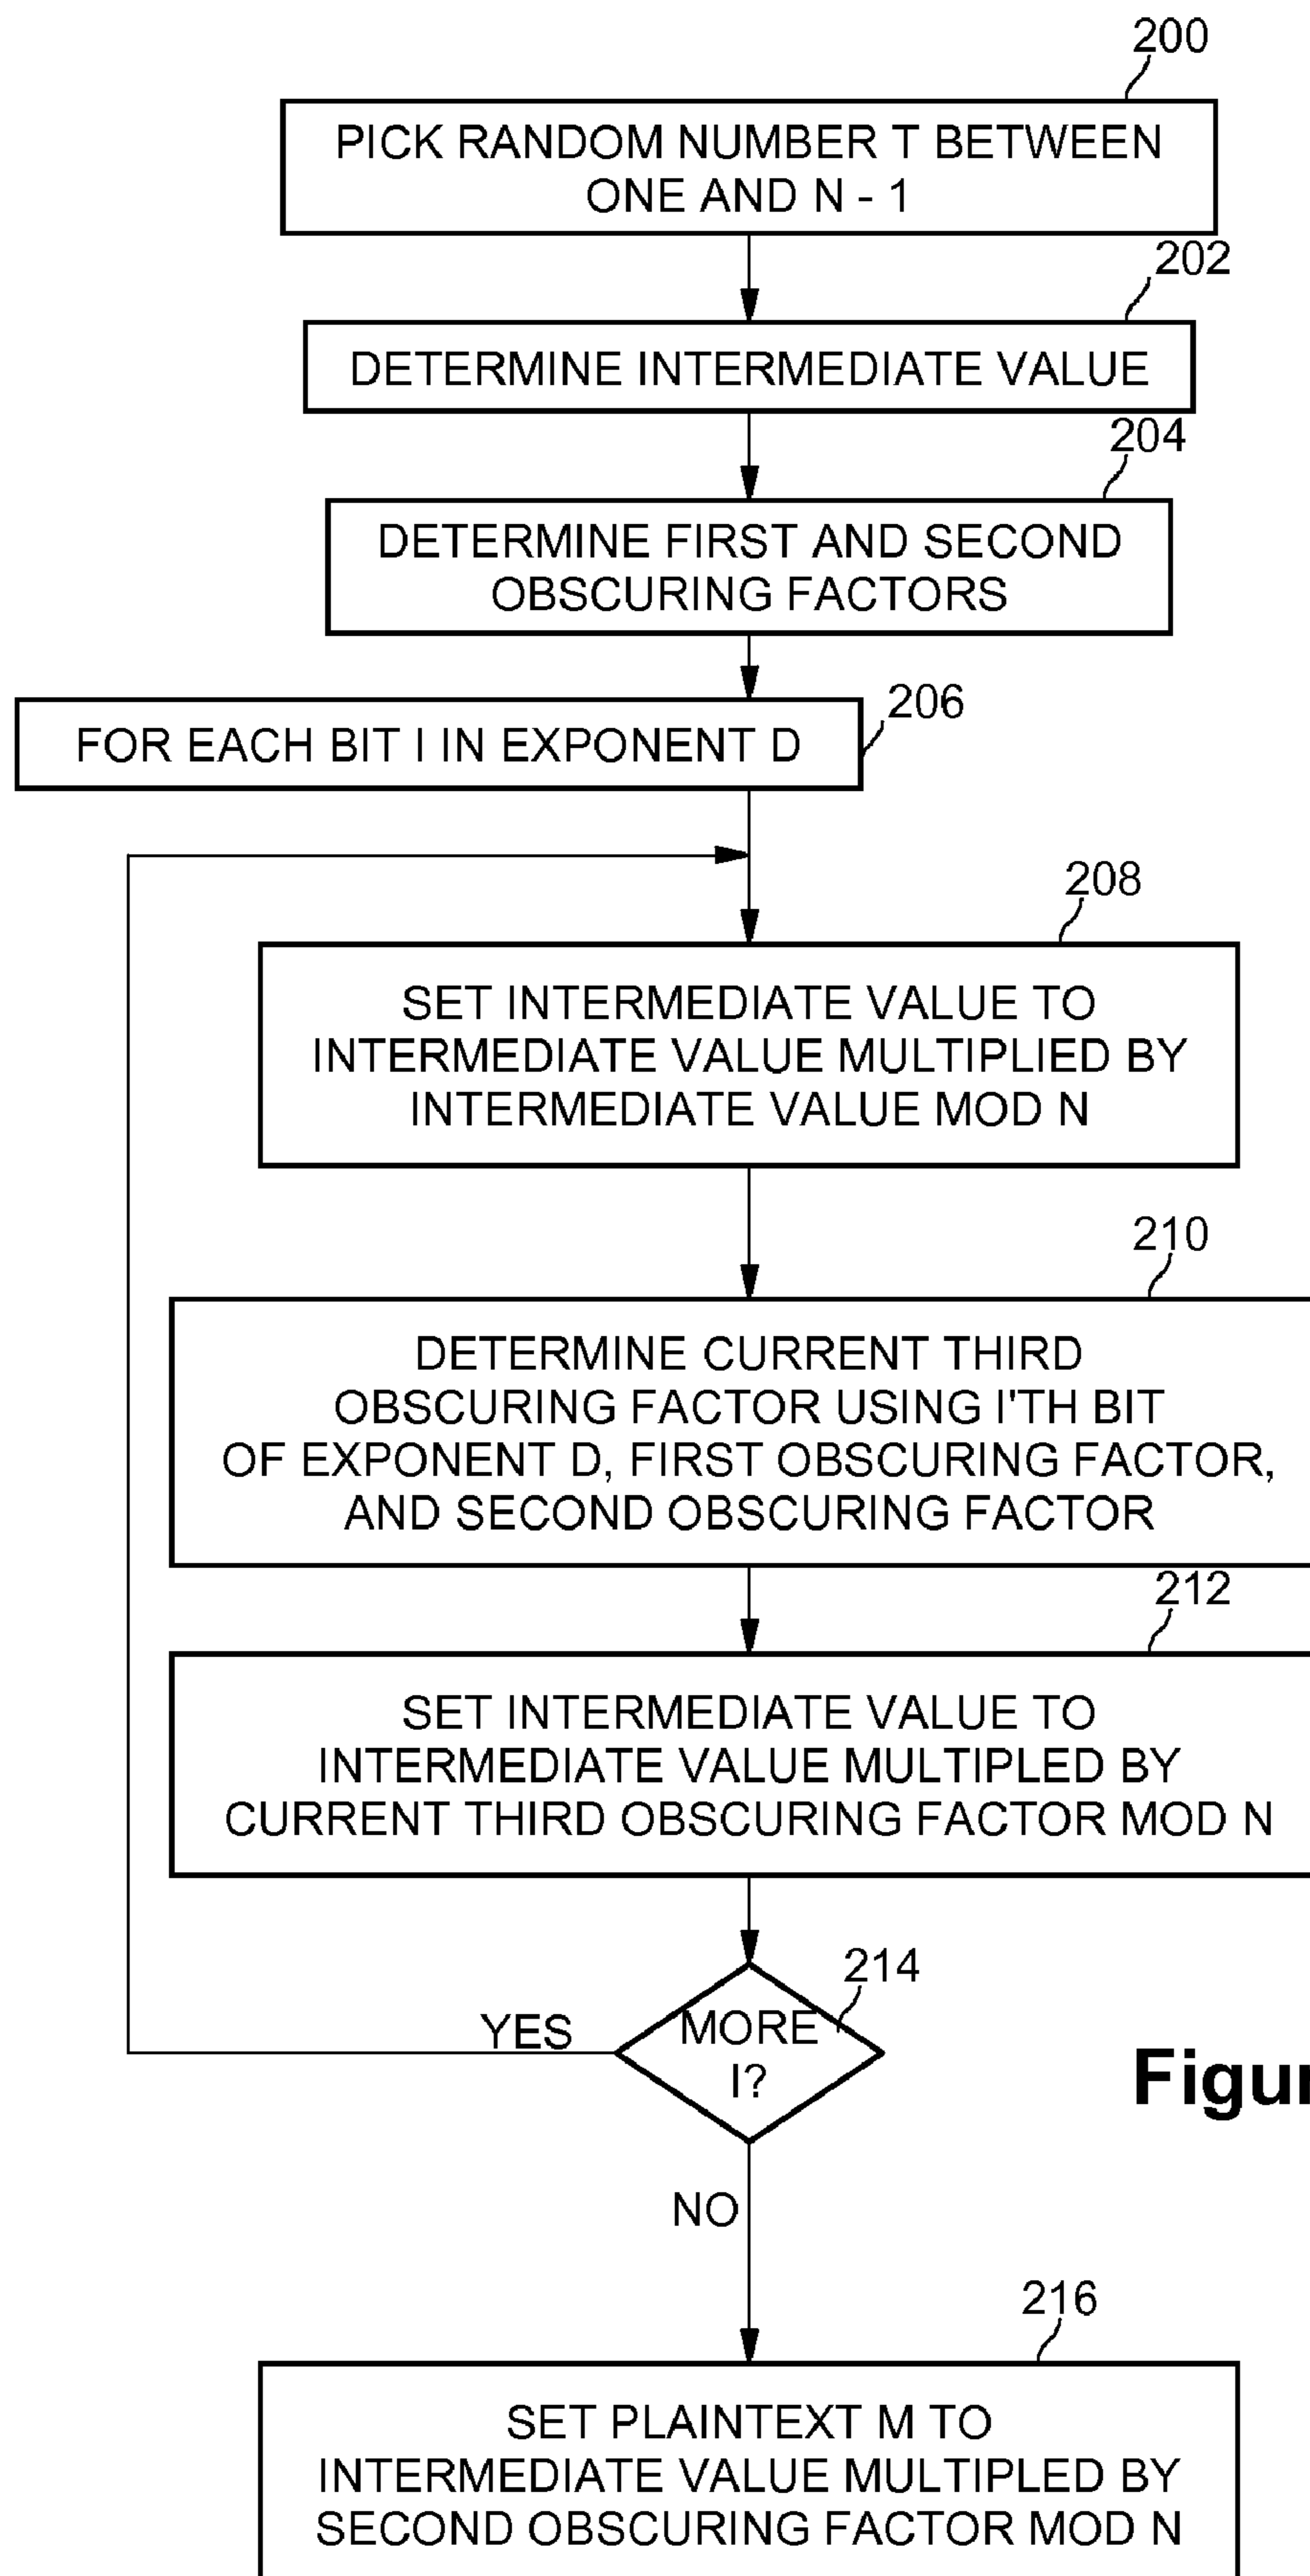 200
PICK RANDOM NUMBER T BETWEEN
ONE AND N - 1
202
DETERMINE INTERMEDIATE VALUE
204
DETERMINE FIRST AND SECOND
OBSCURING FACTORS
206
FOR EACH BIT I IN EXPONENT D
208
SET INTERMEDIATE VALUE TO
INTERMEDIATE VALUE MULTIPLIED BY
INTERMEDIATE VALUE MOD N
210
DETERMINE CURRENT THIRD
OBSCURING FACTOR USING I'TH BIT
OF EXPONENT D, FIRST OBSCURING FACTOR,
AND SECOND OBSCURING FACTOR
212
SET INTERMEDIATE VALUE TO
INTERMEDIATE VALUE MULTIPLED BY
CURRENT THIRD OBSCURING FACTOR MOD N
214
MORE
I?
YES
Figur
NO
216
SET PLAINTEXT M TO
INTERMEDIATE VALUE MULTIPLED BY
SECOND OBSCURING FACTOR MOD N